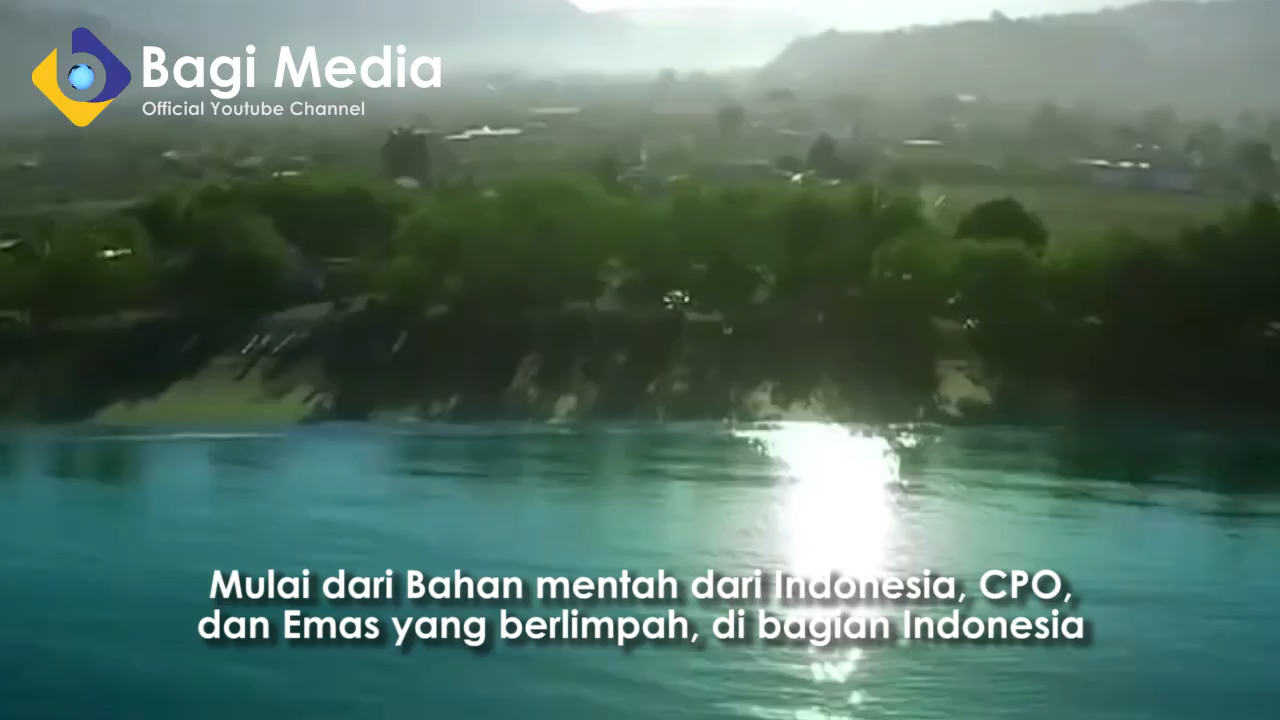 Bagi Media
Official Youtube Channel
Mulai dari Bahan mentah dari Indonesia, CPO,
dan Emas yang berlimpah, di bagian Indonesia